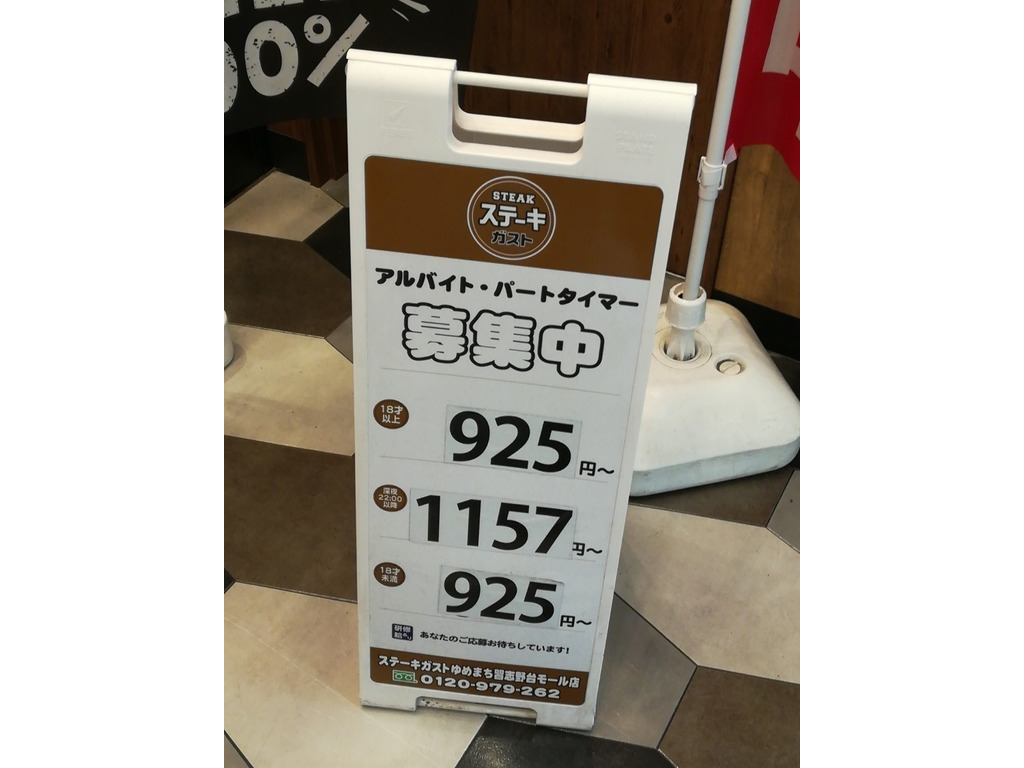 00%
STEAK
ステーキ
ガスト
アルバイト・パートタイマー
募集中
18才
以上
925円～
深夜
22:00
以降
1157円～
18才
未満
925円～
研修
給あり
あなたのご応募お待ちしています!
ステーキガストゆめまち習志野台モール店
0120-979-262